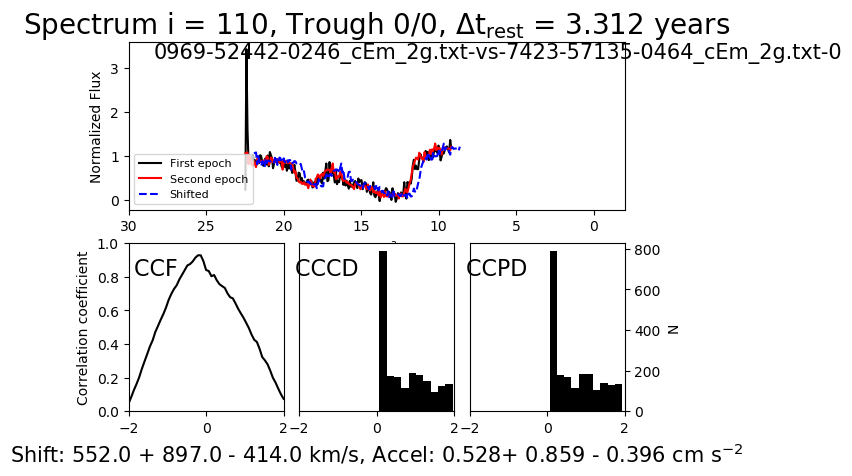 Spectrum i = 110, Trough 0/0, Δt_rest = 3.312 years
0969-52442-0246_cEm_2g.txt-vs-7423-57135-0464_cEm_2g.txt-0
Normalized Flux
3
2
1
0
First epoch
Second epoch
Shifted
30 25 20 15 10 5 0
Correlation coefficient
1.0
0.8
0.6
0.4
0.2
0.0
CCF
CCCD
CCPD
800
600
400
200
0
N
−2 0 2
−2 0 2
−2 0 2
Shift: 552.0 + 897.0 - 414.0 km/s, Accel: 0.528+ 0.859 - 0.396 cm s⁻²